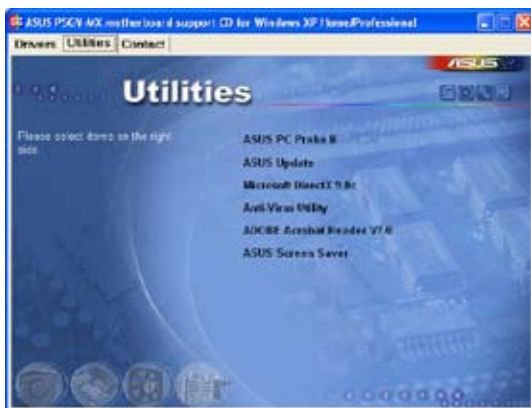 ASUS P5GV-MX motherboard support CD for Windows XP Home/Professional
Drivers Utilities Contact
ASUS
Utilities
Please select items on the right
side.
ASUS PC Probe II
ASUS Update
Microsoft DirectX 9.0c
Anti-Virus Utility
ADOBE Acrobat Reader V7.0
ASUS Screen Saver